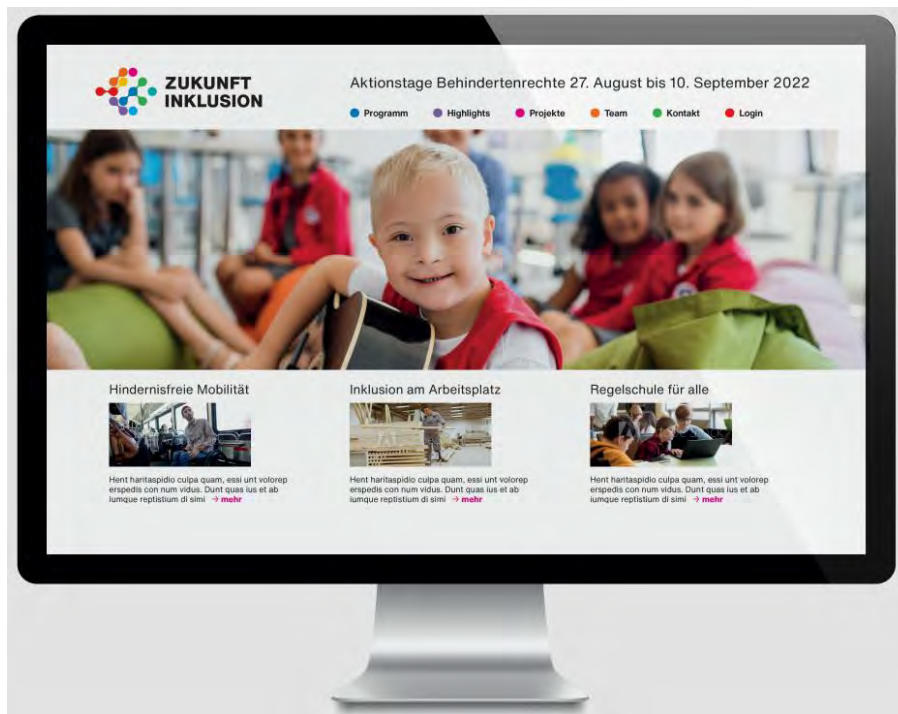 ZUKUNFT
INKLUSION
Aktionstage Behindertenrechte 27. August bis 10. September 2022
Programm Highlights Projekte Team Kontakt Login
Hindernisfreie Mobilität
Hent haritaspidio culpa quam, essi unt volorep
erspedis con num vidus. Dunt quas ius et ab
iumque reptistium di simi → mehr
Inklusion am Arbeitsplatz
Hent haritaspidio culpa quam, essi unt volorep
erspedis con num vidus. Dunt quas ius et ab
iumque reptistium di simi → mehr
Regelschule für alle
Hent haritaspidio culpa quam, essi unt volorep
erspedis con num vidus. Dunt quas ius et ab
iumque reptistium di simi → mehr